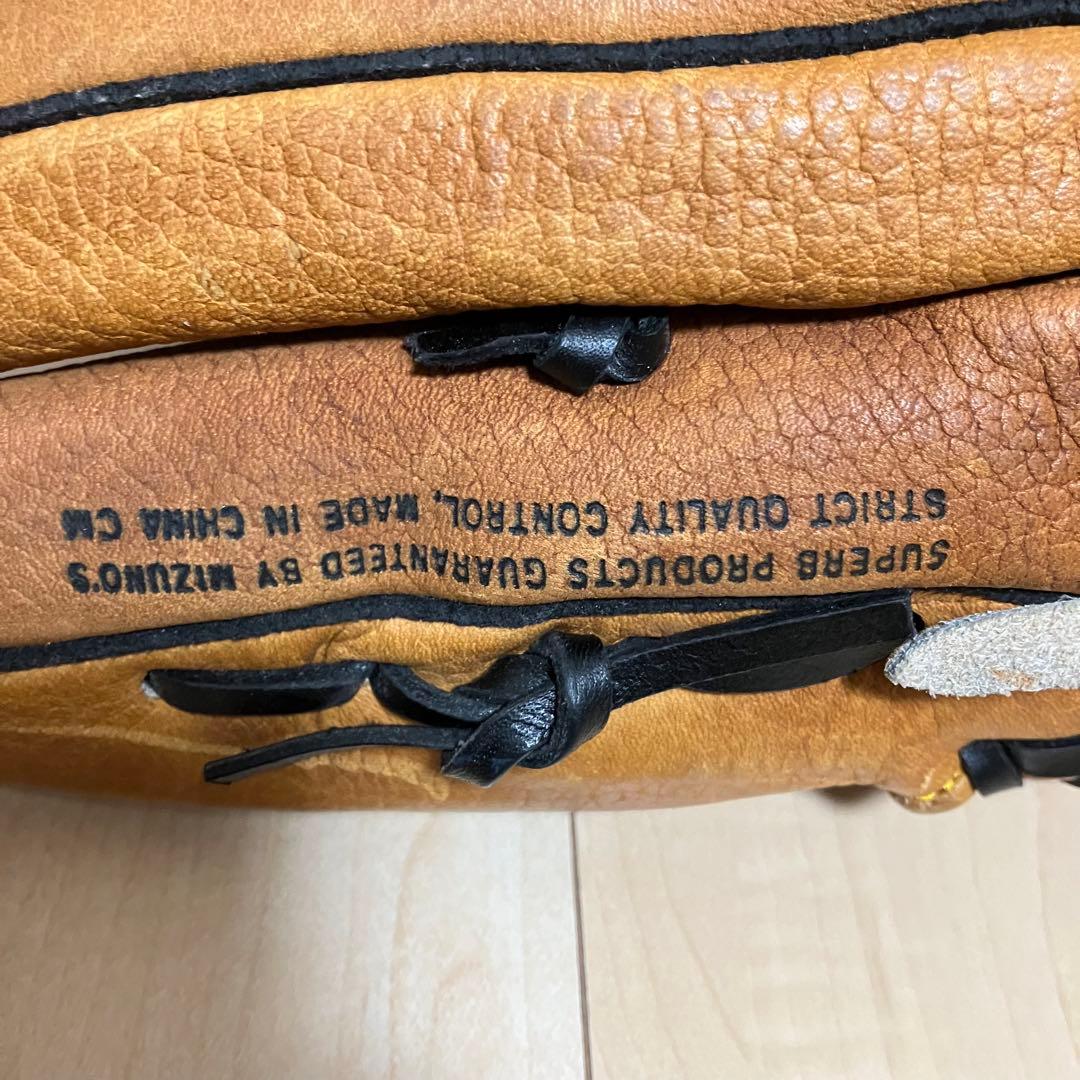 SUPERB PRODUCTS GUARANTEED BY MIZUNO'S
STRICT QUALITY CONTROL, MADE IN CHINA CM